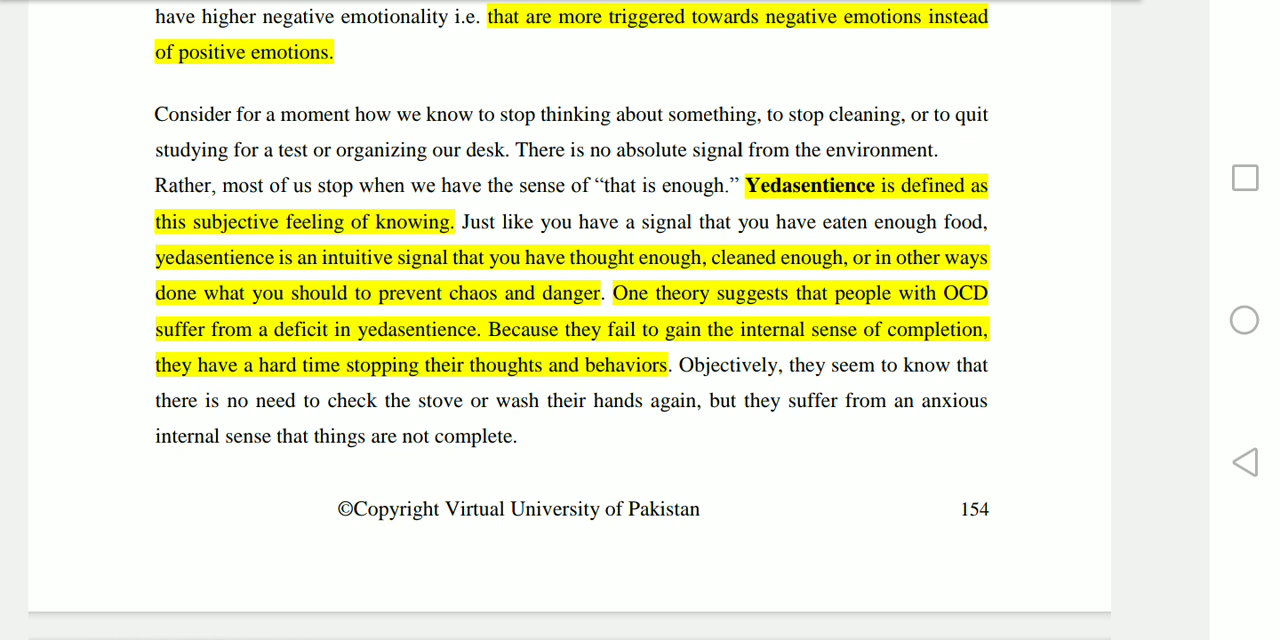 have higher negative emotionality i.e. that are more triggered towards negative emotions instead
of positive emotions.
Consider for a moment how we know to stop thinking about something, to stop cleaning, or to quit
studying for a test or organizing our desk. There is no absolute signal from the environment.
Rather, most of us stop when we have the sense of “that is enough.” Yedasentience is defined as
this subjective feeling of knowing. Just like you have a signal that you have eaten enough food,
yedasentience is an intuitive signal that you have thought enough, cleaned enough, or in other ways
done what you should to prevent chaos and danger. One theory suggests that people with OCD
suffer from a deficit in yedasentience. Because they fail to gain the internal sense of completion,
they have a hard time stopping their thoughts and behaviors. Objectively, they seem to know that
there is no need to check the stove or wash their hands again, but they suffer from an anxious
internal sense that things are not complete.
©Copyright Virtual University of Pakistan 154